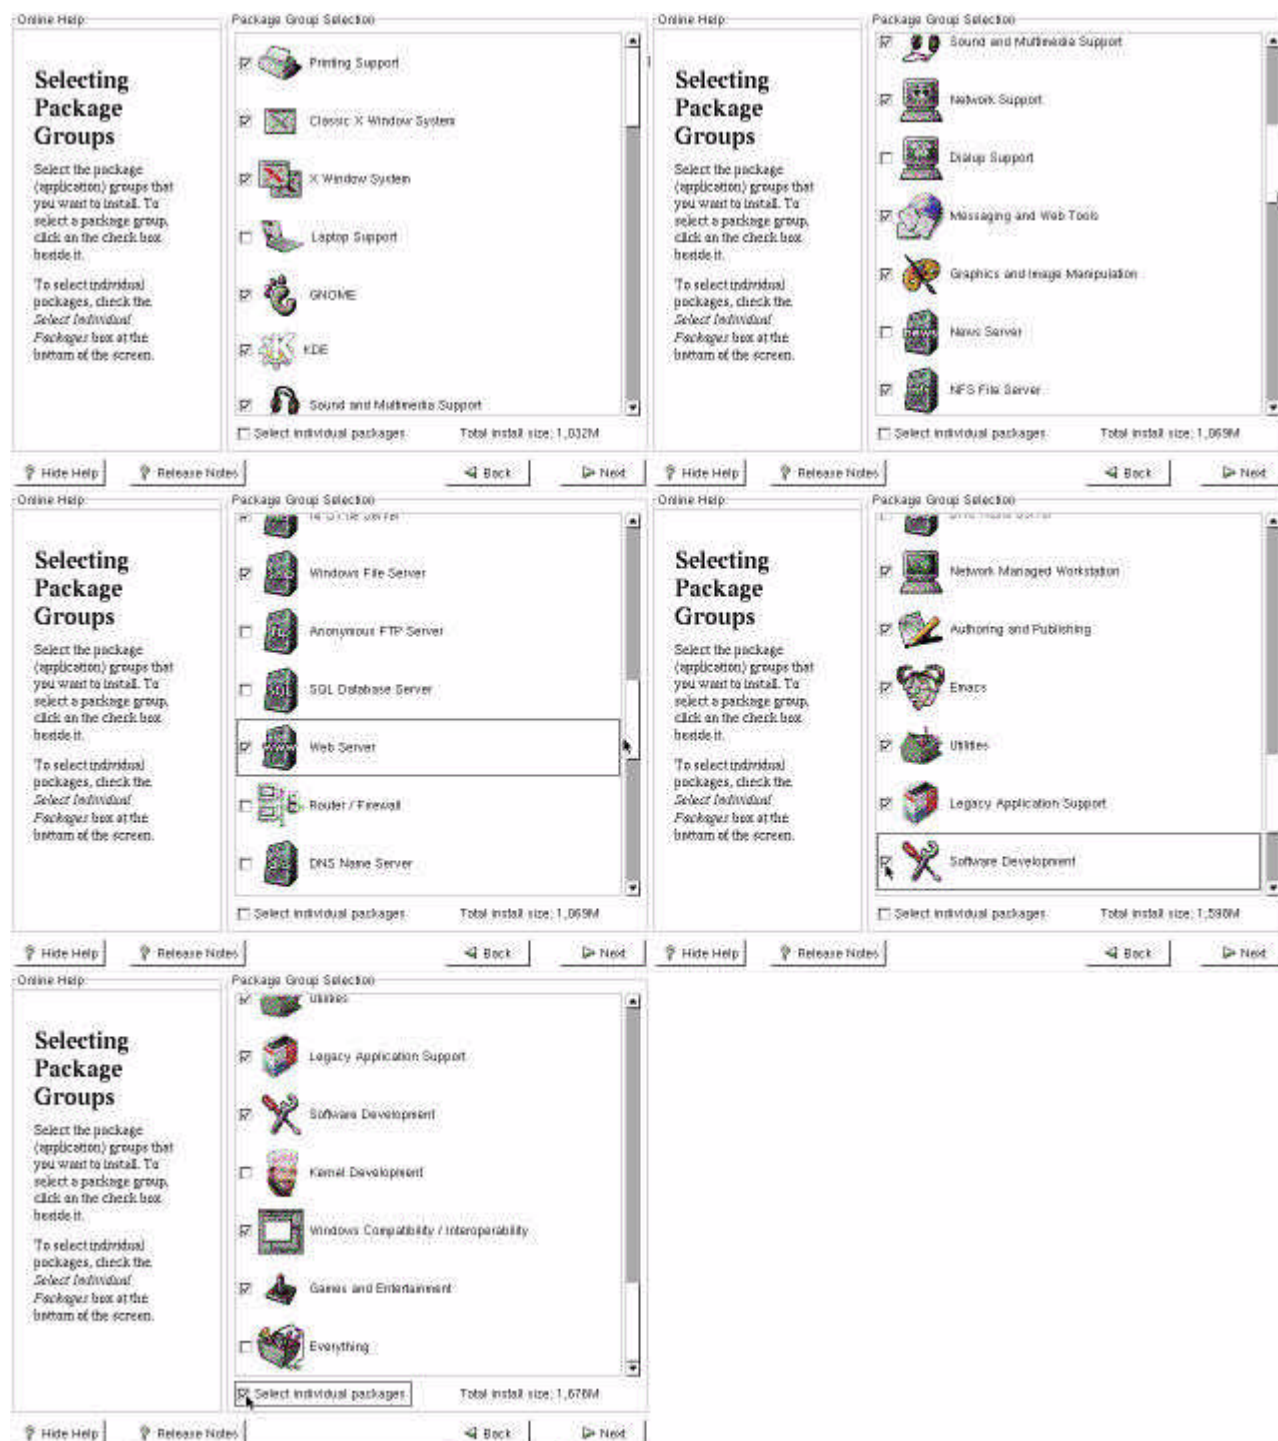 Online Help
Selecting
Package
Groups
Select the package
(application) groups that
you want to install. To
select a package group,
click on the check box
beside it.
To select individual
packages, check the
Select Individual
Packages box at the
bottom of the screen.
Package Group Selection
Printing Support
Classic X Window System
X Window System
Laptop Support
GNOME
KDE
Sound and Multimedia Support
Select individual packages
Total install size: 1,032M
Hide Help
Release Notes
Back
Next
Online Help
Selecting
Package
Groups
Select the package
(application) groups that
you want to install. To
select a package group,
click on the check box
beside it.
To select individual
packages, check the
Select Individual
Packages box at the
bottom of the screen.
Package Group Selection
Sound and Multimedia Support
Network Support
Dialup Support
Messaging and Web Tools
Graphics and Image Manipulation
News Server
NFS File Server
Select individual packages
Total install size: 1,069M
Hide Help
Release Notes
Back
Next
Online Help
Selecting
Package
Groups
Select the package
(application) groups that
you want to install. To
select a package group,
click on the check box
beside it.
To select individual
packages, check the
Select Individual
Packages box at the
bottom of the screen.
Package Group Selection
Windows File Server
Anonymous FTP Server
SQL Database Server
Web Server
Router / Firewall
DNS Name Server
Select individual packages
Total install size: 1,069M
Hide Help
Release Notes
Back
Next
Online Help
Selecting
Package
Groups
Select the package
(application) groups that
you want to install. To
select a package group,
click on the check box
beside it.
To select individual
packages, check the
Select Individual
Packages box at the
bottom of the screen.
Package Group Selection
Network Managed Workstation
Authoring and Publishing
Emacs
Utilities
Legacy Application Support
Software Development
Select individual packages
Total install size:
Hide Help
Release Notes
Back
Next
Online Help
Selecting
Package
Groups
Select the package
(application) groups that
you want to install. To
select a package group,
click on the check box
beside it.
To select individual
packages, check the
Select Individual
Packages box at the
bottom of the screen.
Package Group Selection
Utilities
Legacy Application Support
Software Development
Kernel Development
Windows Compatibility / Interoperability
Games and Entertainment
Everything
Select individual packages
Total install size:
Hide Help
Release Notes
Back
Next